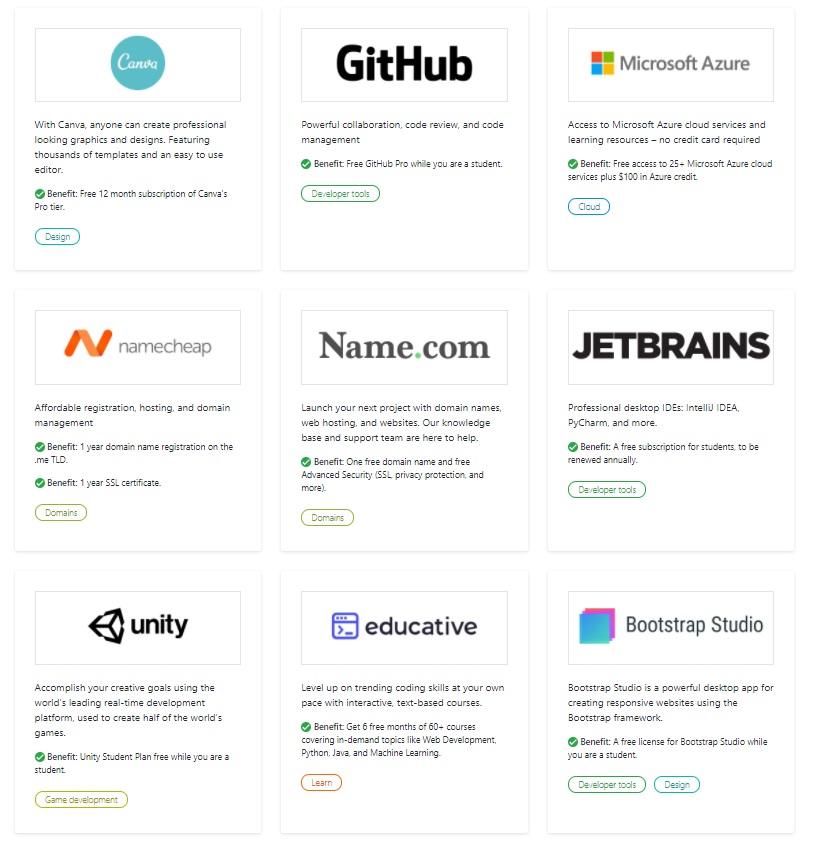 Canva
With Canva, anyone can create professional
looking graphics and designs. Featuring
thousands of templates and an easy to use
editor.
Benefit: Free 12 month subscription of Canva's
Pro tier.
Design
GitHub
Powerful collaboration, code review, and code
management
Benefit: Free GitHub Pro while you are a student.
Developer tools
Microsoft Azure
Access to Microsoft Azure cloud services and
learning resources – no credit card required
Benefit: Free access to 25+ Microsoft Azure cloud
services plus $100 in Azure credit.
Cloud
namecheap
Affordable registration, hosting, and domain
management
Benefit: 1 year domain name registration on the
.me TLD.
Benefit: 1 year SSL certificate.
Domains
Name.com
Launch your next project with domain names,
web hosting, and websites. Our knowledge
base and support team are here to help.
Benefit: One free domain name and free
Advanced Security (SSL, privacy protection, and
more).
Domains
JETBRAINS
Professional desktop IDEs: IntelliJ IDEA,
PyCharm, and more.
Benefit: A free subscription for students, to be
renewed annually.
Developer tools
unity
Accomplish your creative goals using the
world's leading real-time development
platform, used to create half of the world's
games.
Benefit: Unity Student Plan free while you are a
student.
Game development
educative
Level up on trending coding skills at your own
pace with interactive, text-based courses.
Benefit: Get 6 free months of 60+ courses
covering in-demand topics like Web Development,
Python, Java, and Machine Learning.
Learn
Bootstrap Studio
Bootstrap Studio is a powerful desktop app for
creating responsive websites using the
Bootstrap framework.
Benefit: A free license for Bootstrap Studio while
you are a student.
Developer tools Design